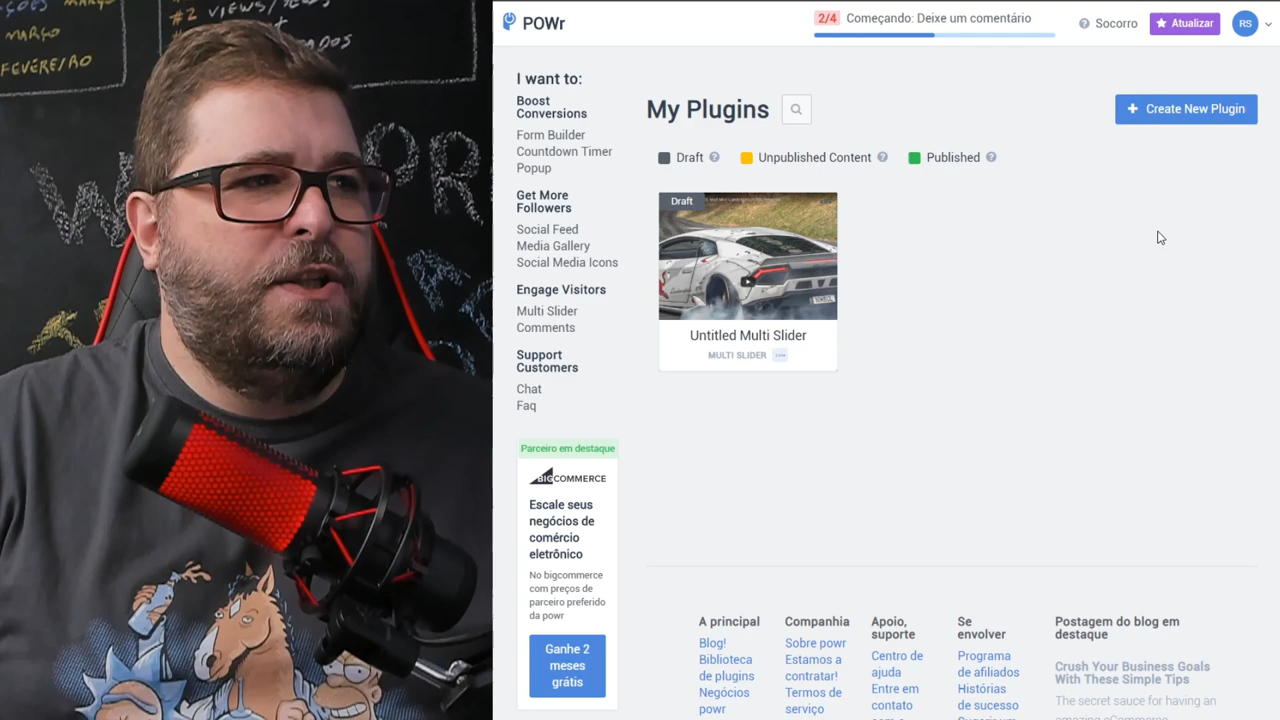 #2 VIEWS/
MARÇO
FEVEREIRO
POWr
2/4 Começando: Deixe um comentário
Socorro
Atualizar
RS
I want to:
Boost
Conversions
Form Builder
Countdown Timer
Popup
Get More
Followers
Social Feed
Media Gallery
Social Media Icons
Engage Visitors
Multi Slider
Comments
Support
Customers
Chat
Faq
Parceiro em destaque
BIGCOMMERCE
Escale seus
negócios de
comércio
eletrônico
No bigcommerce
com preços de
parceiro preferido
da powr
Ganhe 2
meses
grátis
My Plugins
+ Create New Plugin
Draft
Unpublished Content
Published
Draft
Untitled Multi Slider
MULTI SLIDER
A principal
Blog!
Biblioteca
de plugins
Negócios
powr
Companhia
Sobre powr
Estamos a
contratar!
Termos de
serviço
Apoio,
suporte
Centro de
ajuda
Entre em
contato
Se
envolver
Programa
de afiliados
Histórias
de sucesso
Postagem do blog em
destaque
Crush Your Business Goals
With These Simple Tips
The secret sauce for having an
amazing eCommerce